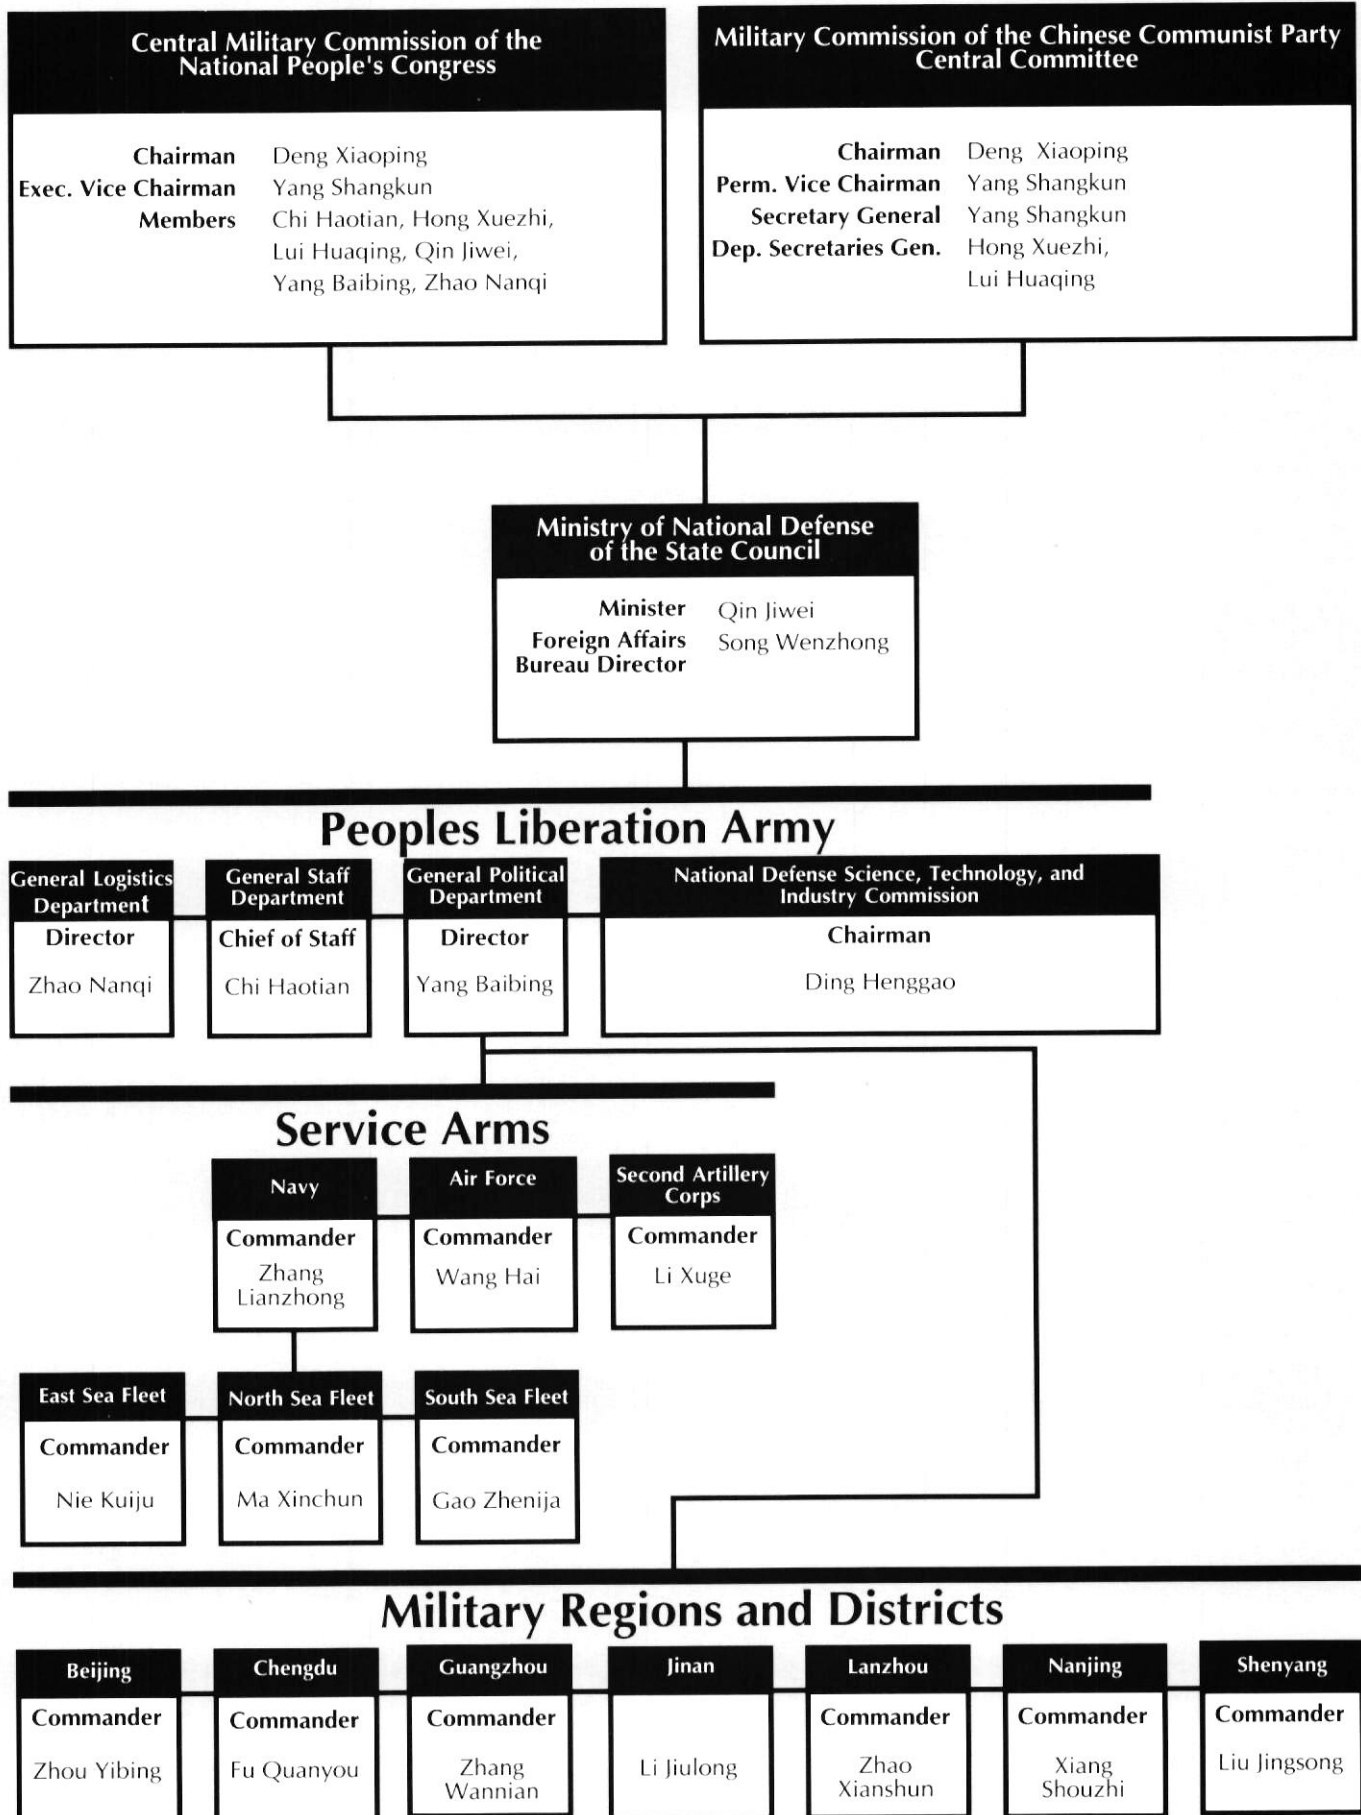 Central Military Commission of the
National People's Congress
Chairman Deng Xiaoping
Exec. Vice Chairman Yang Shangkun
Members Chi Haotian, Hong Xuezhi,
Lui Huaqing, Qin Jiwei,
Yang Baibing, Zhao Nanqi
Military Commission of the Chinese Communist Party
Central Committee
Chairman Deng Xiaoping
Perm. Vice Chairman Yang Shangkun
Secretary General Yang Shangkun
Dep. Secretaries Gen. Hong Xuezhi,
Lui Huaqing
Ministry of National Defense
of the State Council
Minister Qin Jiwei
Foreign Affairs Song Wenzhong
Bureau Director
Peoples Liberation Army
General Logistics
Department
Director
Zhao Nanqi
General Staff
Department
Chief of Staff
Chi Haotian
General Political
Department
Director
Yang Baibing
National Defense Science, Technology, and
Industry Commission
Chairman
Ding Henggao
Service Arms
Navy
Commander
Zhang
Lianzhong
Air Force
Commander
Wang Hai
Second Artillery
Corps
Commander
Li Xuge
East Sea Fleet
Commander
Nie Kuiju
North Sea Fleet
Commander
Ma Xinchun
South Sea Fleet
Commander
Gao Zhenija
Military Regions and Districts
Beijing
Commander
Zhou Yibing
Chengdu
Commander
Fu Quanyou
Guangzhou
Commander
Zhang
Wannian
Jinan
Li Jiulong
Lanzhou
Commander
Zhao
Xianshun
Nanjing
Commander
Xiang
Shouzhi
Shenyang
Commander
Liu Jingsong